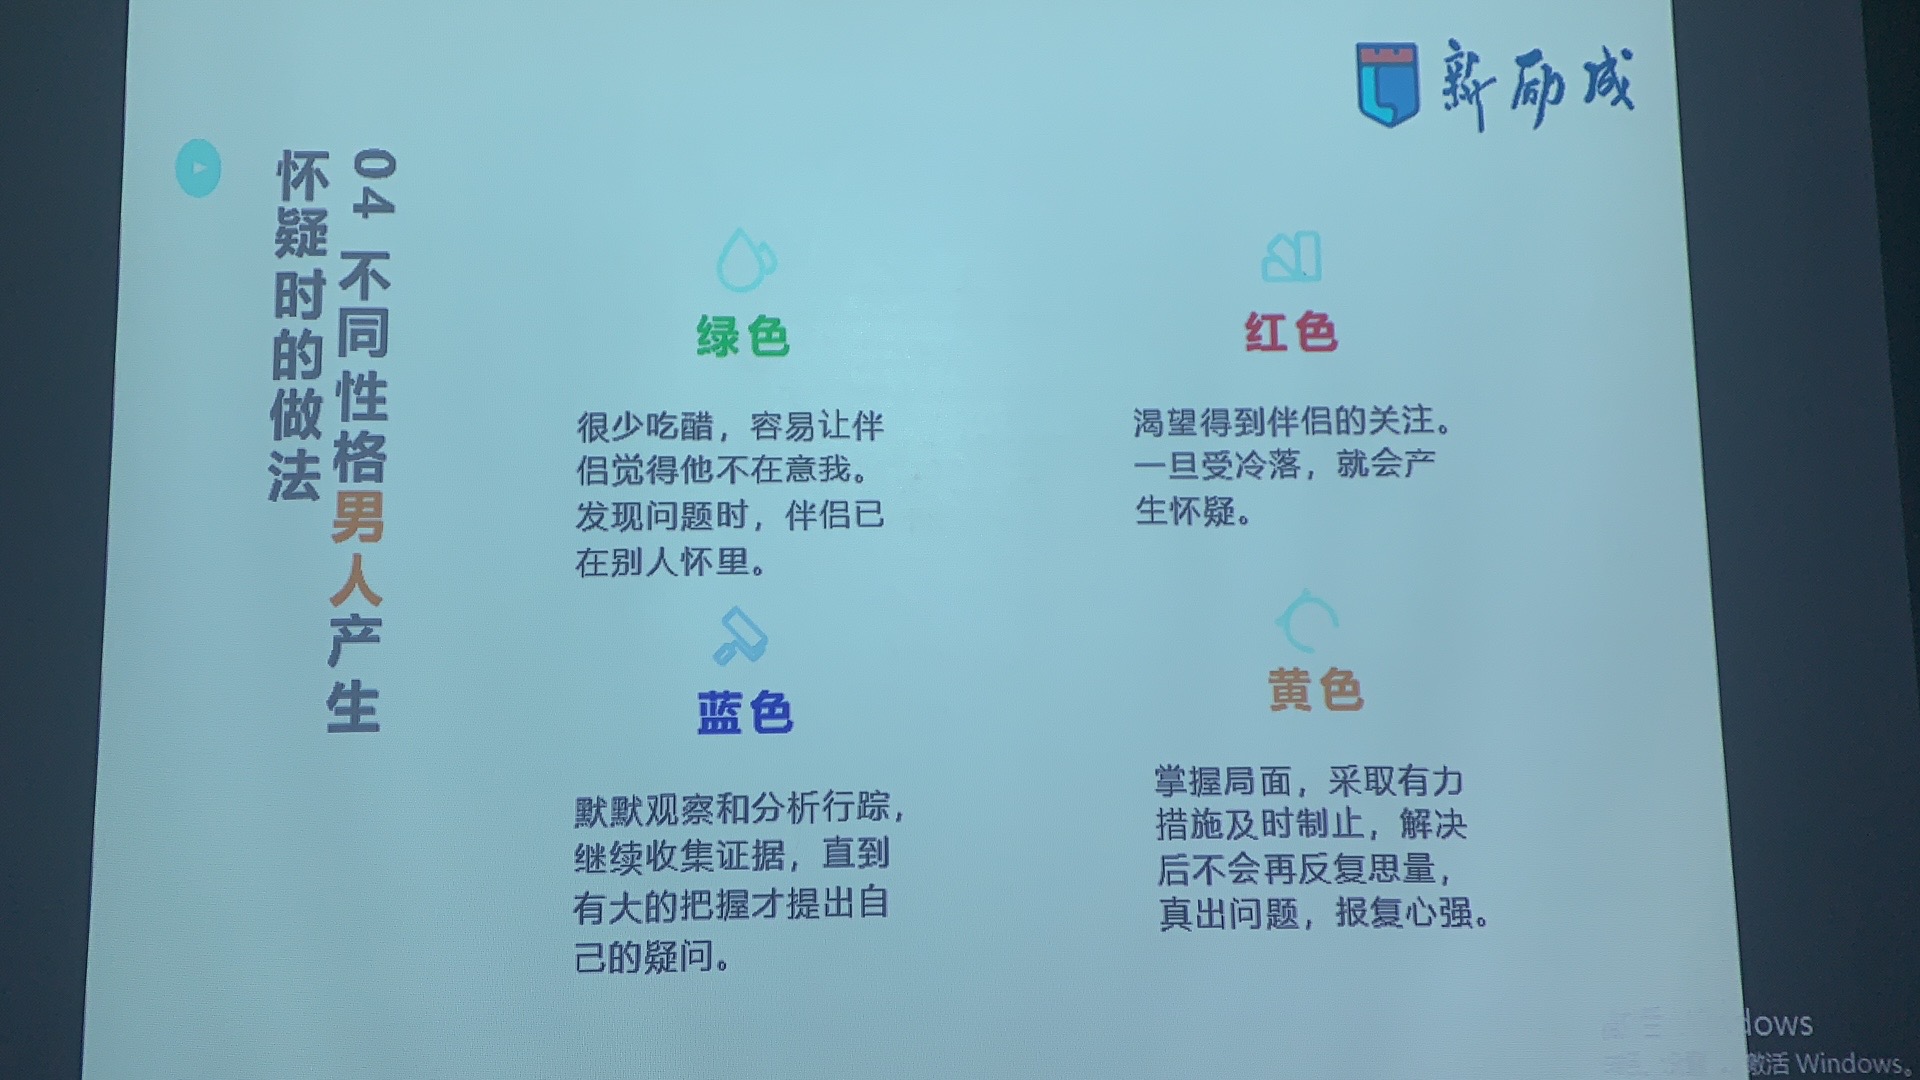 新励成
04 不同性格男人产生
怀疑时的做法
绿色
很少吃醋，容易让伴
侣觉得他不在意我。
发现问题时，伴侣已
在别人怀里。
红色
渴望得到伴侣的关注。
一旦受冷落，就会产
生怀疑。
蓝色
默默观察和分析行踪，
继续收集证据，直到
有大的把握才提出自
己的疑问。
黄色
掌握局面，采取有力
措施及时制止，解决
后不会再反复思量，
真出问题，报复心强。
dows
激活 Windows。